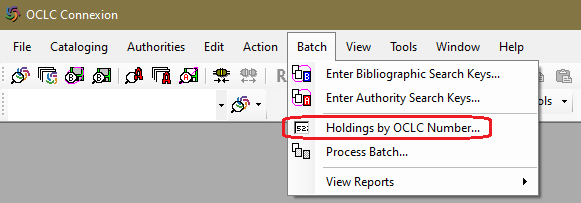 OCLC Connexion
File Cataloging Authorities Edit Action Batch View Tools Window Help
Enter Bibliographic Search Keys...
Enter Authority Search Keys...
Holdings by OCLC Number...
Process Batch...
View Reports